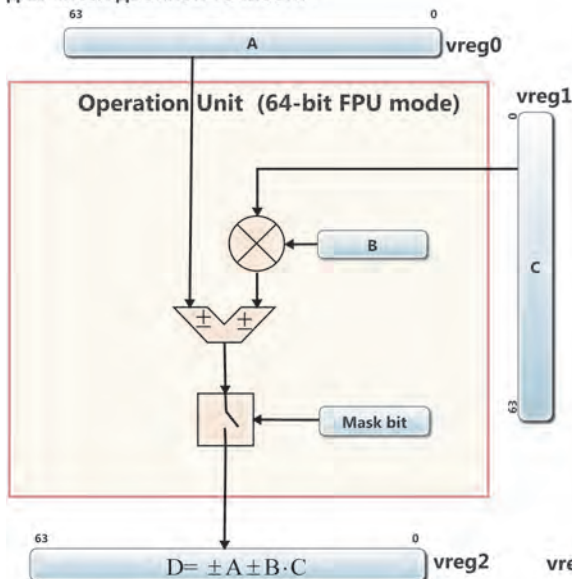 63 0
A vreg0
Operation Unit (64-bit FPU mode)
vreg1
0
B
C
± ±
63
Mask bit
63 0
D= ±A±B·C vreg2